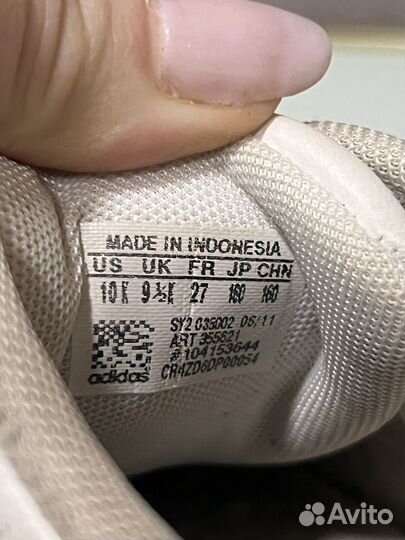 MADE IN INDONESIA
US UK FR JP CHN
10K 9½K 27 160 160
SY2 035002 06/11
ART 355621
#104153644
CR4ZD6DP00054
adidas
Avito